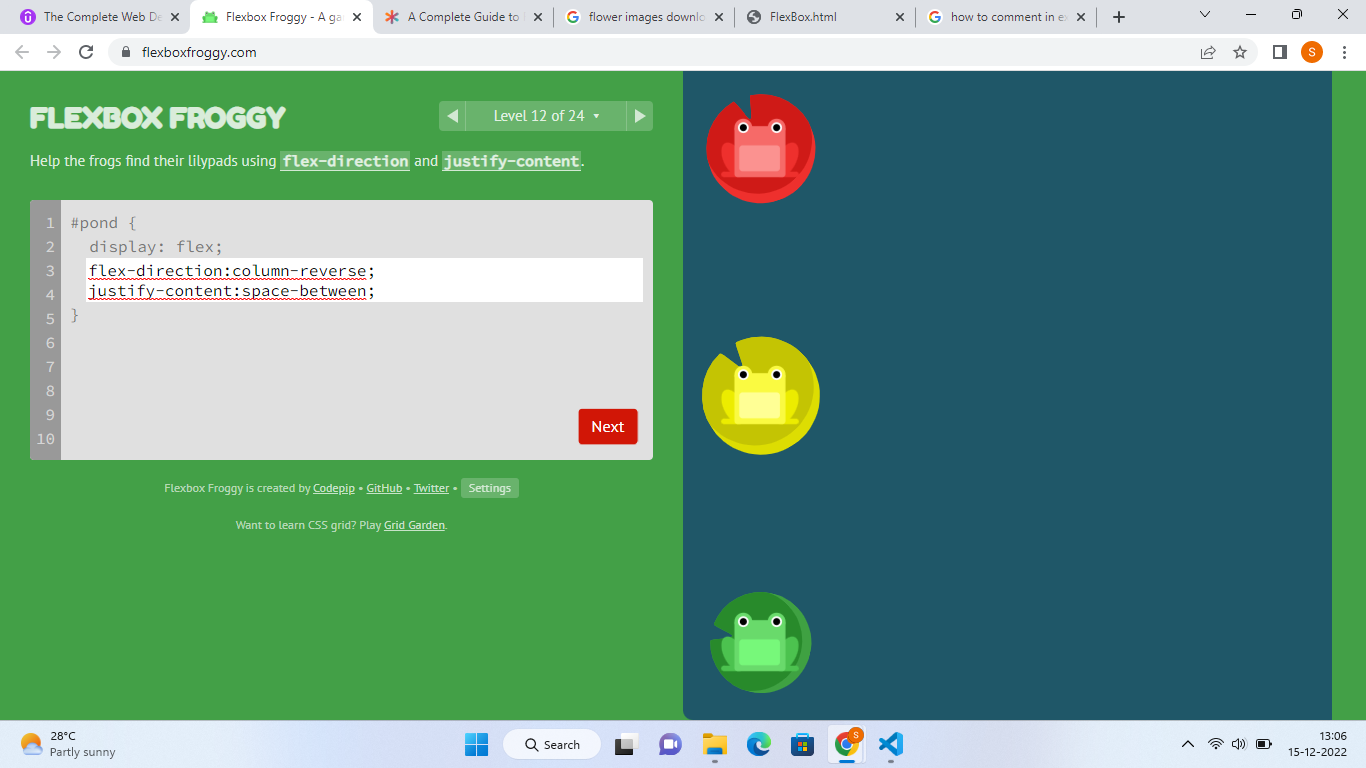 The Complete Web De
Flexbox Froggy - A ga
A Complete Guide to
flower images downlo
FlexBox.html
how to comment in ex
flexboxfroggy.com
S
FLEXBOX FROGGY
Level 12 of 24
Help the frogs find their lilypads using flex-direction and justify-content.
1 #pond {
2 display: flex;
3 flex-direction:column-reverse;
4 justify-content:space-between;
5 }
6
7
8
9
10
Next
Flexbox Froggy is created by Codepip • GitHub • Twitter • Settings
Want to learn CSS grid? Play Grid Garden.
28°C
Partly sunny
Search
S
13:06
15-12-2022